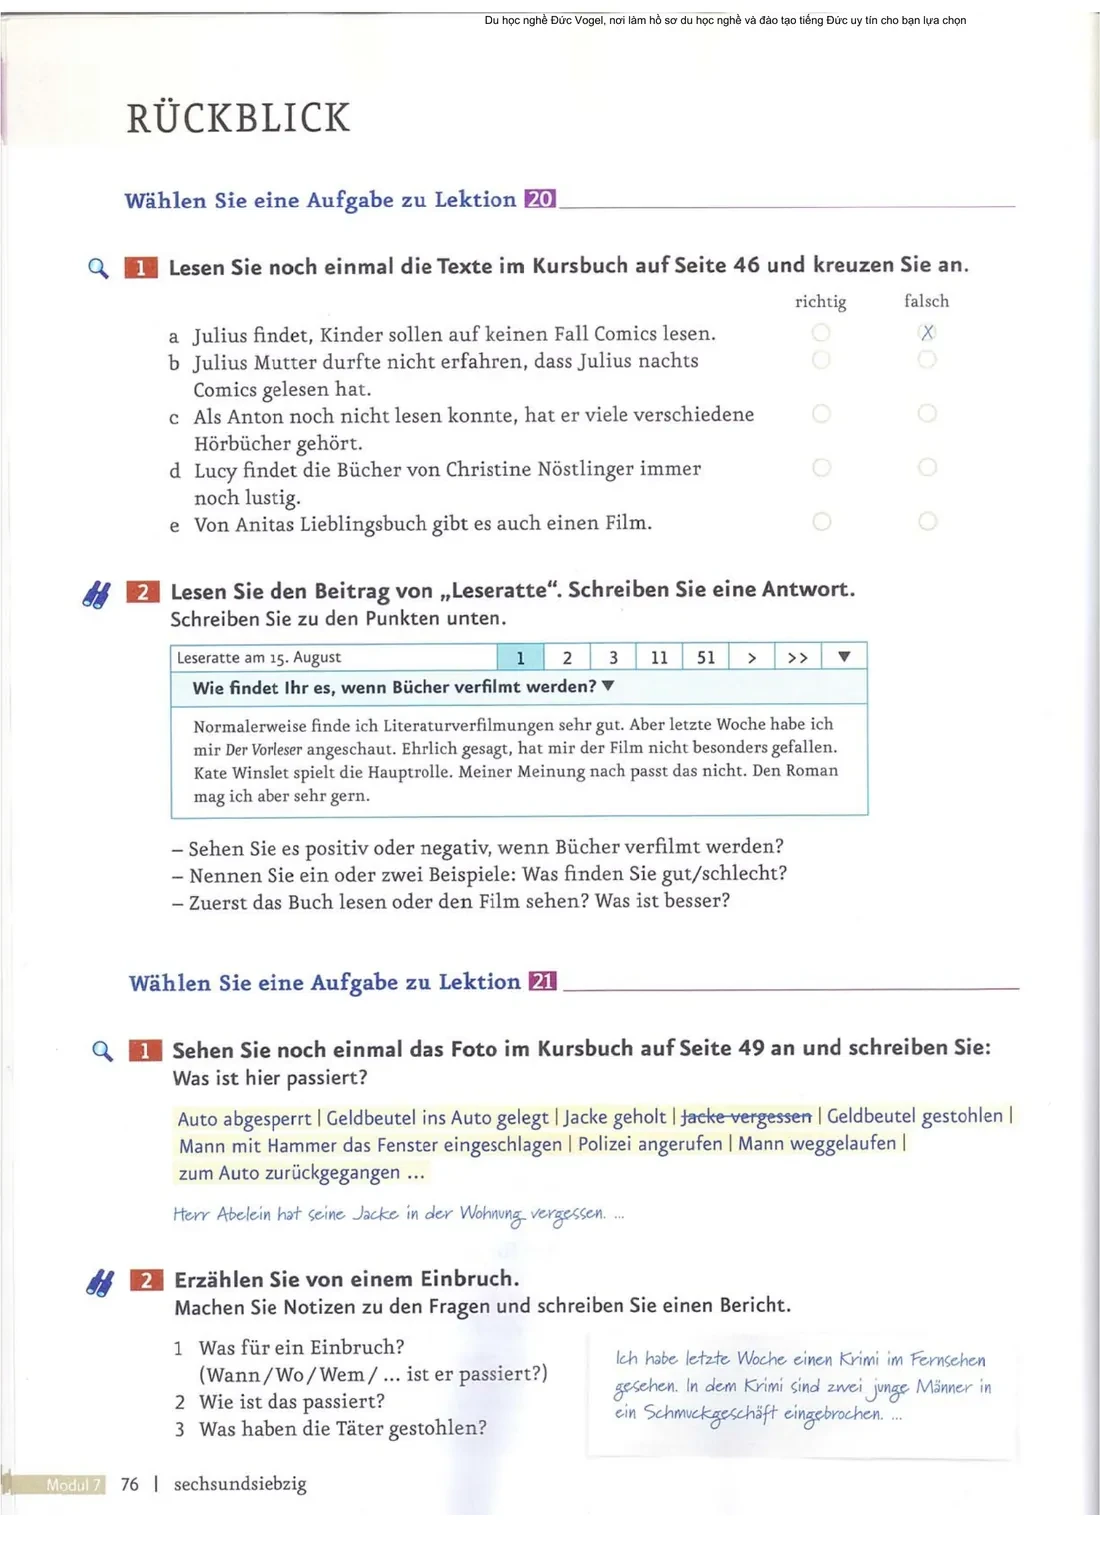 Du học nghề Đức Vogel, nơi làm hồ sơ du học nghề và đào tạo tiếng Đức uy tín cho bạn lựa chọn
RÜCKBLICK
Wählen Sie eine Aufgabe zu Lektion 20
1 Lesen Sie noch einmal die Texte im Kursbuch auf Seite 46 und kreuzen Sie an.
richtig falsch
a Julius findet, Kinder sollen auf keinen Fall Comics lesen. X
b Julius Mutter durfte nicht erfahren, dass Julius nachts
Comics gelesen hat.
c Als Anton noch nicht lesen konnte, hat er viele verschiedene
Hörbücher gehört.
d Lucy findet die Bücher von Christine Nöstlinger immer
noch lustig.
e Von Anitas Lieblingsbuch gibt es auch einen Film.
2 Lesen Sie den Beitrag von „Leseratte“. Schreiben Sie eine Antwort.
Schreiben Sie zu den Punkten unten.
Leseratte am 15. August 1 2 3 11 51 > >> ▼
Wie findet Ihr es, wenn Bücher verfilmt werden? ▼
Normalerweise finde ich Literaturverfilmungen sehr gut. Aber letzte Woche habe ich
mir Der Vorleser angeschaut. Ehrlich gesagt, hat mir der Film nicht besonders gefallen.
Kate Winslet spielt die Hauptrolle. Meiner Meinung nach passt das nicht. Den Roman
mag ich aber sehr gern.
– Sehen Sie es positiv oder negativ, wenn Bücher verfilmt werden?
– Nennen Sie ein oder zwei Beispiele: Was finden Sie gut/schlecht?
– Zuerst das Buch lesen oder den Film sehen? Was ist besser?
Wählen Sie eine Aufgabe zu Lektion 21
1 Sehen Sie noch einmal das Foto im Kursbuch auf Seite 49 an und schreiben Sie:
Was ist hier passiert?
Auto abgesperrt | Geldbeutel ins Auto gelegt | Jacke geholt | Jacke vergessen | Geldbeutel gestohlen |
Mann mit Hammer das Fenster eingeschlagen | Polizei angerufen | Mann weggelaufen |
zum Auto zurückgegangen ...
Herr Abelein hat seine Jacke in der Wohnung vergessen. ...
2 Erzählen Sie von einem Einbruch.
Machen Sie Notizen zu den Fragen und schreiben Sie einen Bericht.
1 Was für ein Einbruch?
(Wann/Wo/Wem/ ... ist er passiert?)
2 Wie ist das passiert?
3 Was haben die Täter gestohlen?
Ich habe letzte Woche einen Krimi im Fernsehen
gesehen. In dem Krimi sind zwei junge Männer in
ein Schmuckgeschäft eingebrochen. ...
Modul 7 76 | sechsundsiebzig